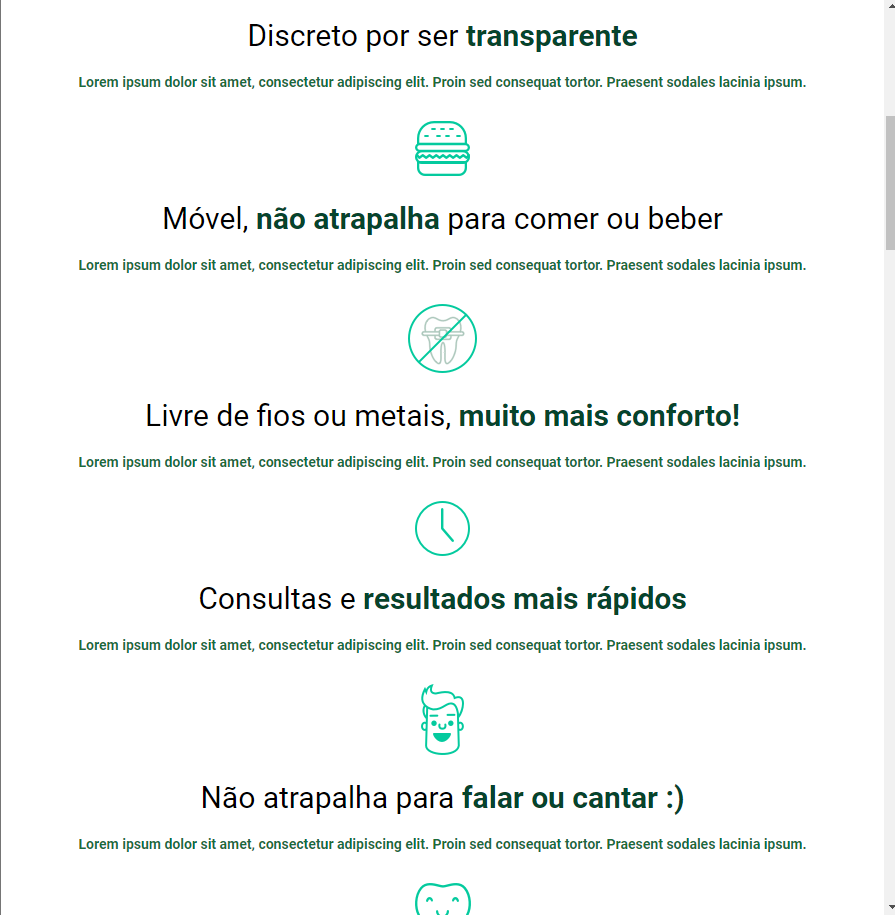 Discreto por ser transparente
Lorem ipsum dolor sit amet, consectetur adipiscing elit. Proin sed consequat tortor. Praesent sodales lacinia ipsum.
Móvel, não atrapalha para comer ou beber
Lorem ipsum dolor sit amet, consectetur adipiscing elit. Proin sed consequat tortor. Praesent sodales lacinia ipsum.
Livre de fios ou metais, muito mais conforto!
Lorem ipsum dolor sit amet, consectetur adipiscing elit. Proin sed consequat tortor. Praesent sodales lacinia ipsum.
Consultas e resultados mais rápidos
Lorem ipsum dolor sit amet, consectetur adipiscing elit. Proin sed consequat tortor. Praesent sodales lacinia ipsum.
Não atrapalha para falar ou cantar :)
Lorem ipsum dolor sit amet, consectetur adipiscing elit. Proin sed consequat tortor. Praesent sodales lacinia ipsum.